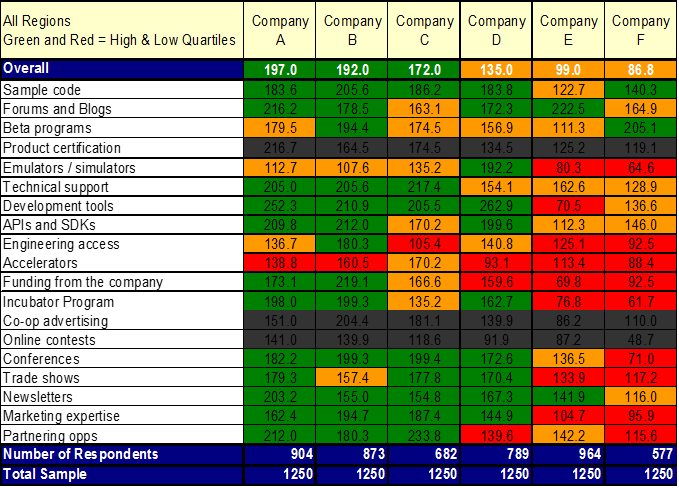 All Regions Company Company Company Company Company Company
Green and Red = High & Low Quartiles A B C D E F
Overall 197.0 192.0 172.0 135.0 99.0 86.8
Sample code 183.6 205.6 186.2 183.8 122.7 140.3
Forums and Blogs 216.2 178.5 163.1 172.3 222.5 164.9
Beta programs 179.5 194.4 174.5 156.9 111.3 205.1
Product certification 216.7 164.5 174.5 134.5 125.2 119.1
Emulators / simulators 112.7 107.6 135.2 192.2 80.3 64.6
Technical support 205.0 205.6 217.4 154.1 162.6 128.9
Development tools 252.3 210.9 205.5 262.9 70.5 136.6
APIs and SDKs 209.8 212.0 170.2 199.6 112.3 146.0
Engineering access 136.7 180.3 105.4 140.8 125.1 92.5
Accelerators 138.8 160.5 170.2 93.1 113.4 88.4
Funding from the company 173.1 219.1 166.6 159.6 69.8 92.5
Incubator Program 198.0 199.3 135.2 162.7 76.8 61.7
Co-op advertising 151.0 204.4 181.1 139.9 86.2 110.0
Online contests 141.0 139.9 118.6 91.9 87.2 48.7
Conferences 182.2 199.3 199.4 172.6 136.5 71.0
Trade shows 179.3 157.4 177.8 170.4 133.9 117.2
Newsletters 203.2 155.0 154.8 167.3 141.9 116.0
Marketing expertise 162.4 194.7 187.4 144.9 104.7 95.9
Partnering opps 212.0 180.3 233.8 139.6 142.2 115.6
Number of Respondents 904 873 682 789 964 577
Total Sample 1250 1250 1250 1250 1250 1250